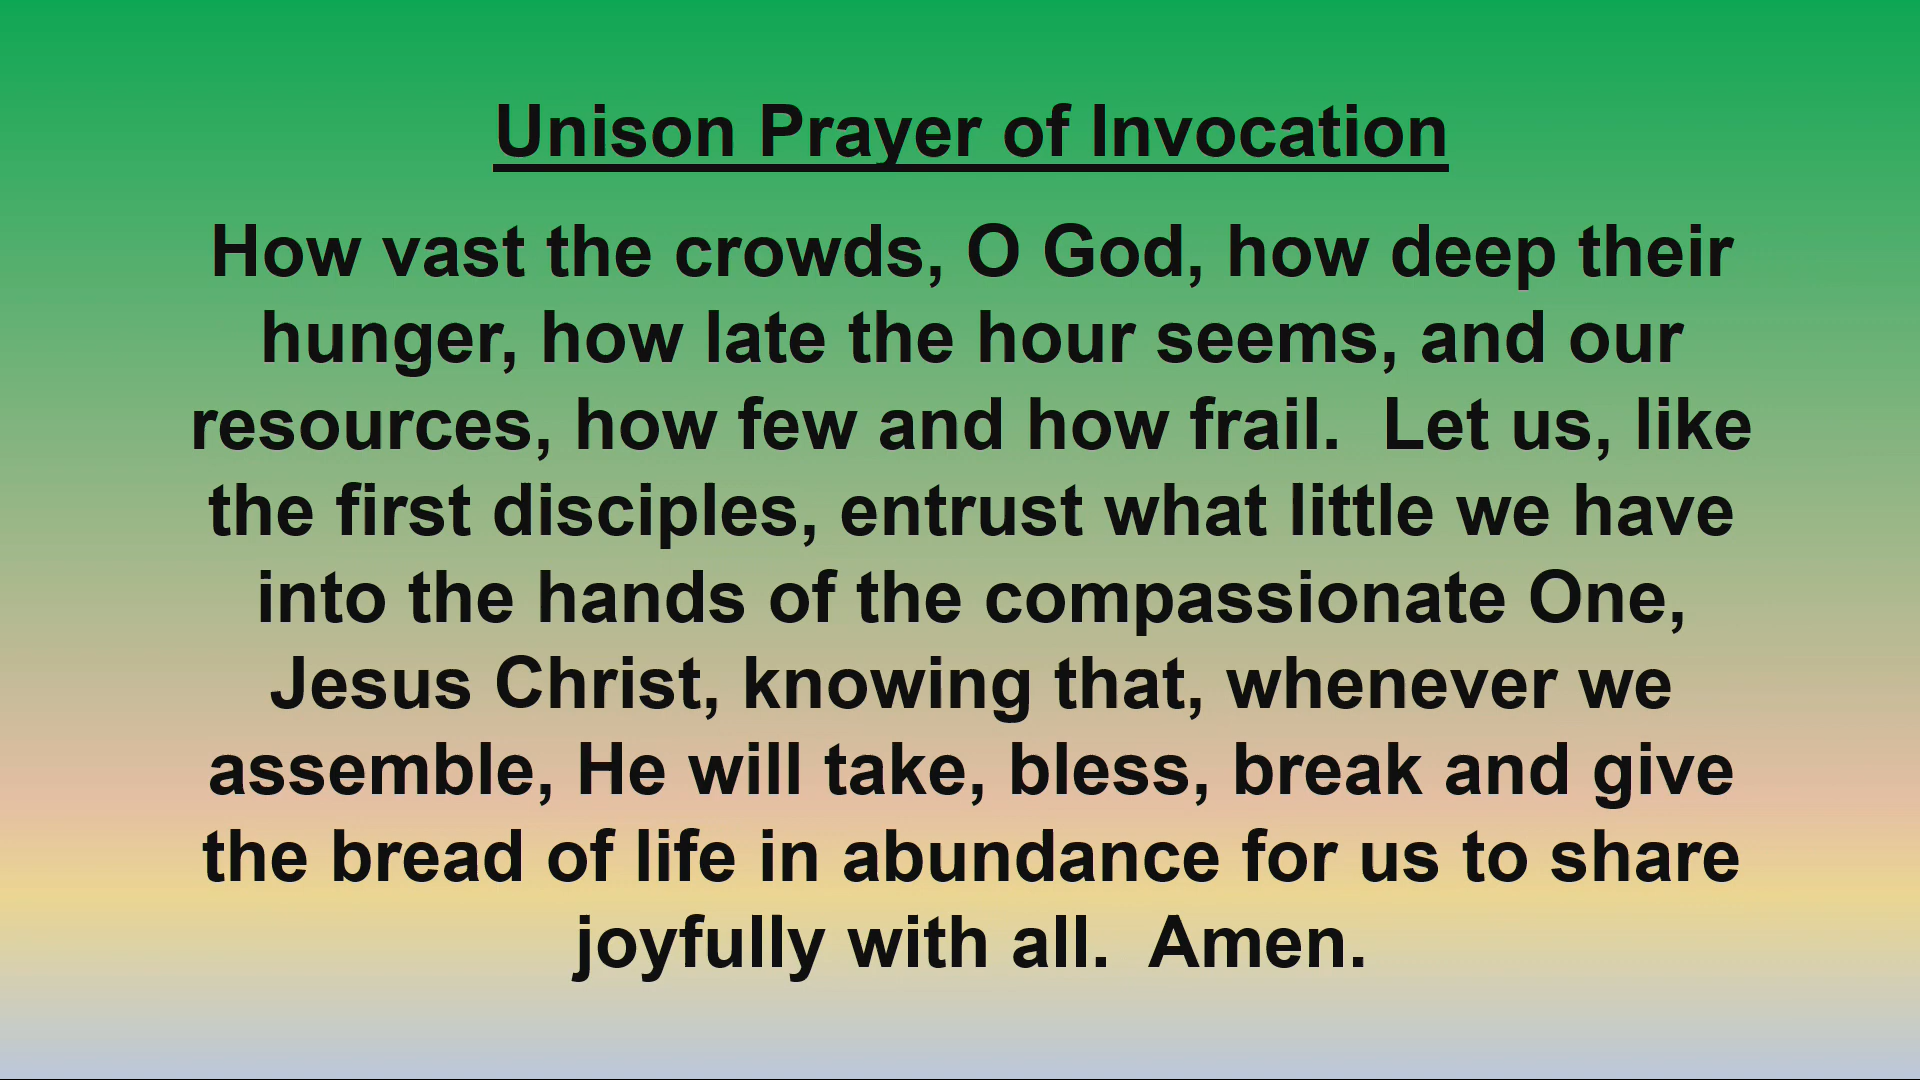 Unison Prayer of Invocation
How vast the crowds, O God, how deep their
hunger, how late the hour seems, and our
resources, how few and how frail.  Let us, like
the first disciples, entrust what little we have
into the hands of the compassionate One,
Jesus Christ, knowing that, whenever we
assemble, He will take, bless, break and give
the bread of life in abundance for us to share
joyfully with all.  Amen.